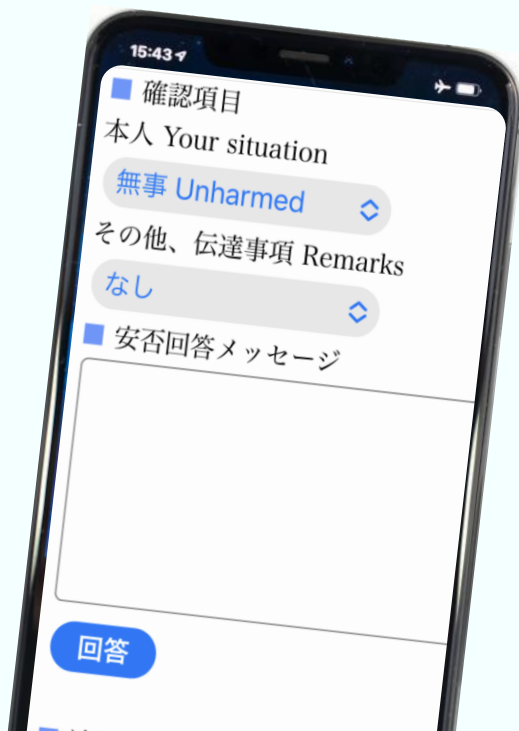 15:43
確認項目
本人 Your situation
無事 Unharmed
その他、伝達事項 Remarks
なし
安否回答メッセージ
回答